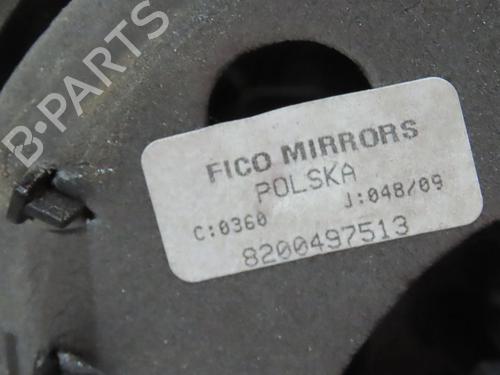 B-PARTS
FICO MIRRORS
POLSKA
C:0360 J:048/09
8200497513